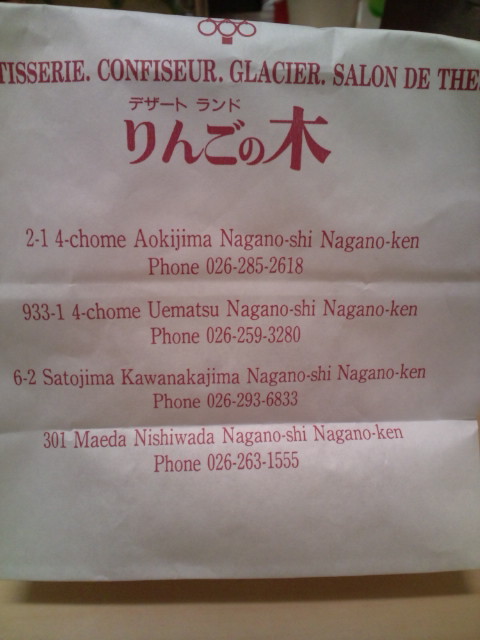 TISSERIE. CONFISEUR. GLACIER. SALON DE THE
デザート ランド
りんごの木
2-1 4-chome Aokijima Nagano-shi Nagano-ken
Phone 026-285-2618
933-1 4-chome Uematsu Nagano-shi Nagano-ken
Phone 026-259-3280
6-2 Satojima Kawanakajima Nagano-shi Nagano-ken
Phone 026-293-6833
301 Maeda Nishiwada Nagano-shi Nagano-ken
Phone 026-263-1555